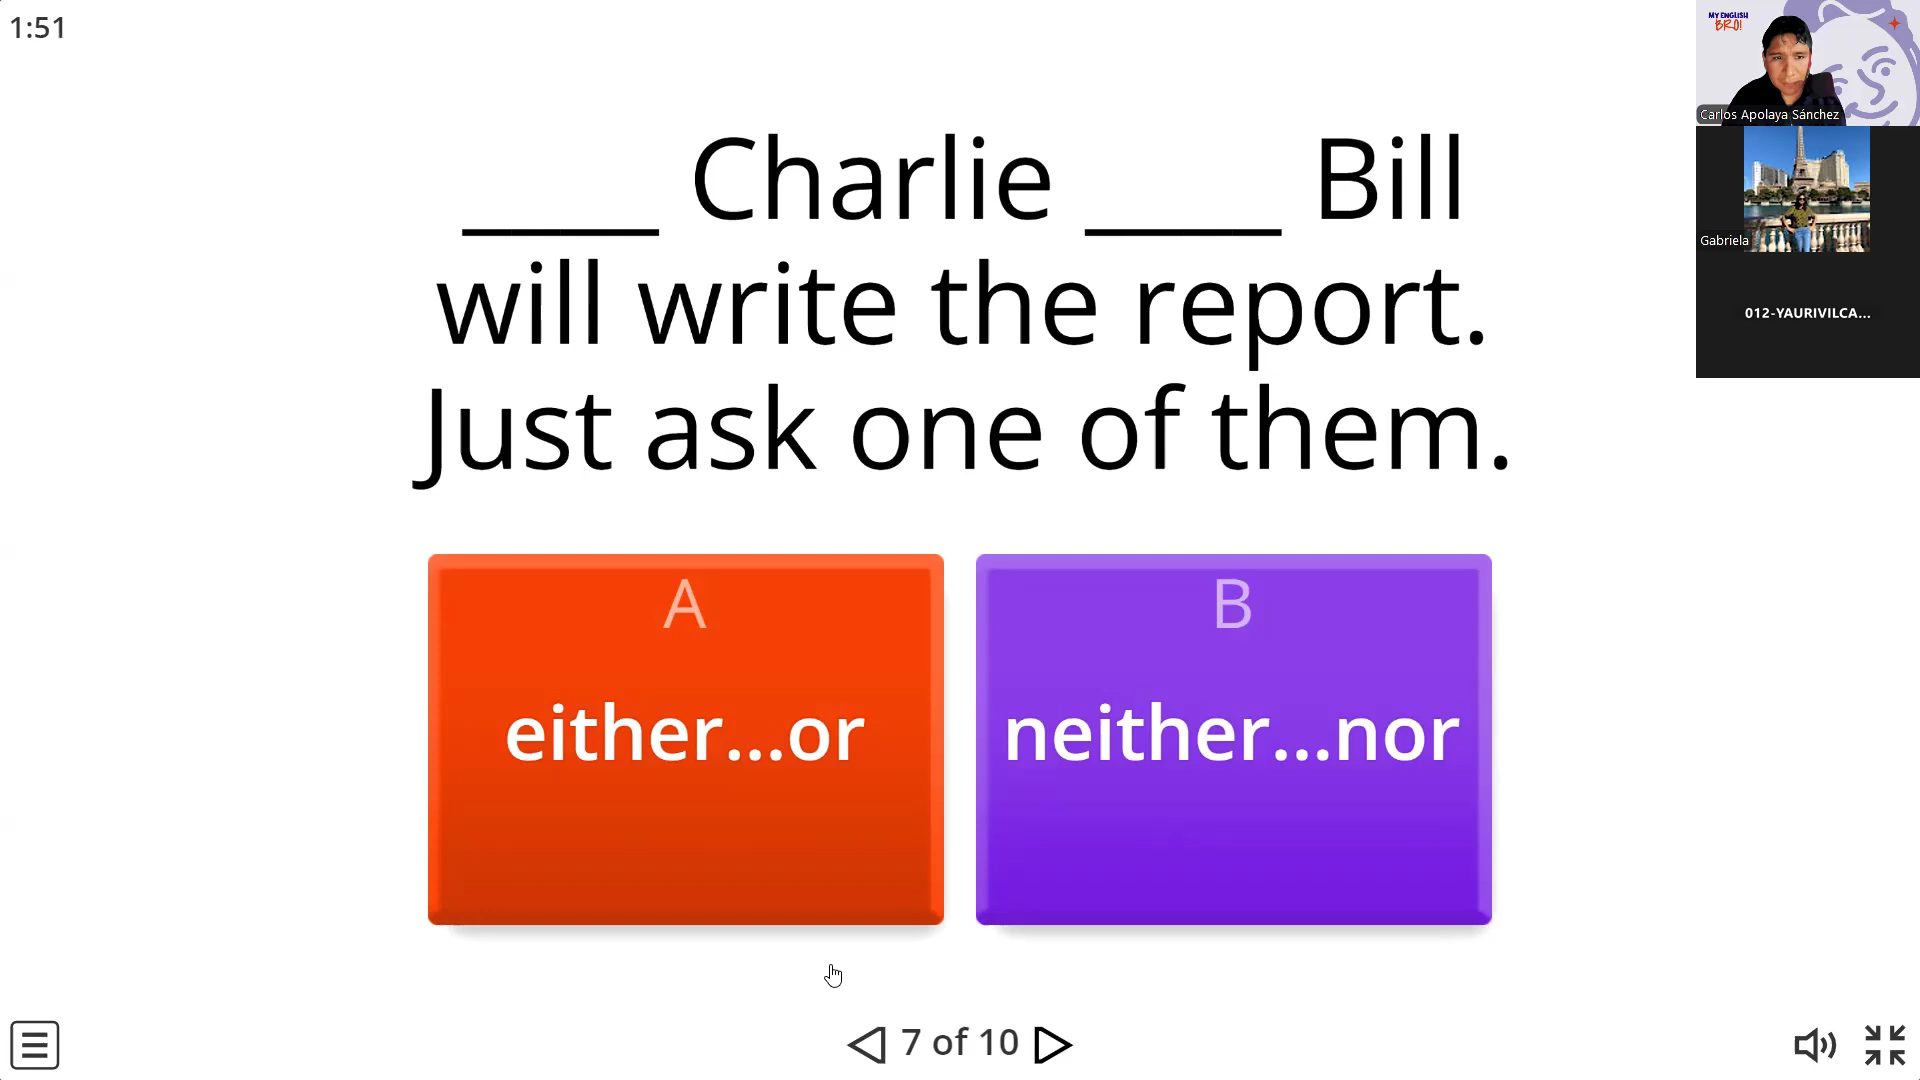 1:51
MY ENGLISH
BRO!
Carlos Apolaya Sánchez
Gabriela
012-YAURIVILCA...
____ Charlie ____ Bill
will write the report.
Just ask one of them.
A
either...or
B
neither...nor
7 of 10